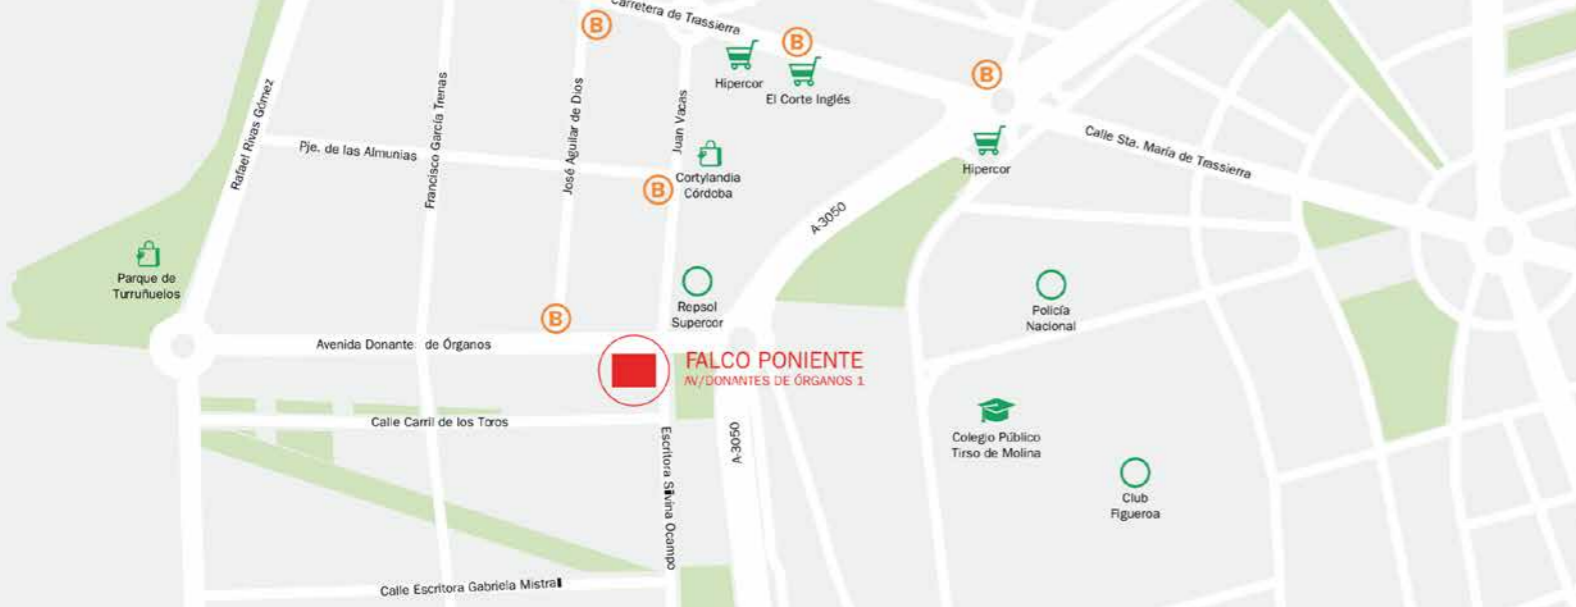 Carretera de Trassierra
B
B
B
Hipercor
El Corte Inglés
Rafael Rivas Gómez
Francisco García Trenas
José Aguilar de Dios
Juan Vacas
Pje. de las Almunias
Cortylandia
Córdoba
B
Hipercor
Calle Sta. María de Trassierra
A-3050
Parque de
Turruñuelos
Repsol
Supercor
Policía
Nacional
B
Avenida Donante de Órganos
FALCO PONIENTE
AV/DONANTES DE ÓRGANOS 1
Calle Carril de los Toros
A-3050
Escritora Silvina Ocampo
Colegio Público
Tirso de Molina
Club
Figueroa
Calle Escritora Gabriela Mistral